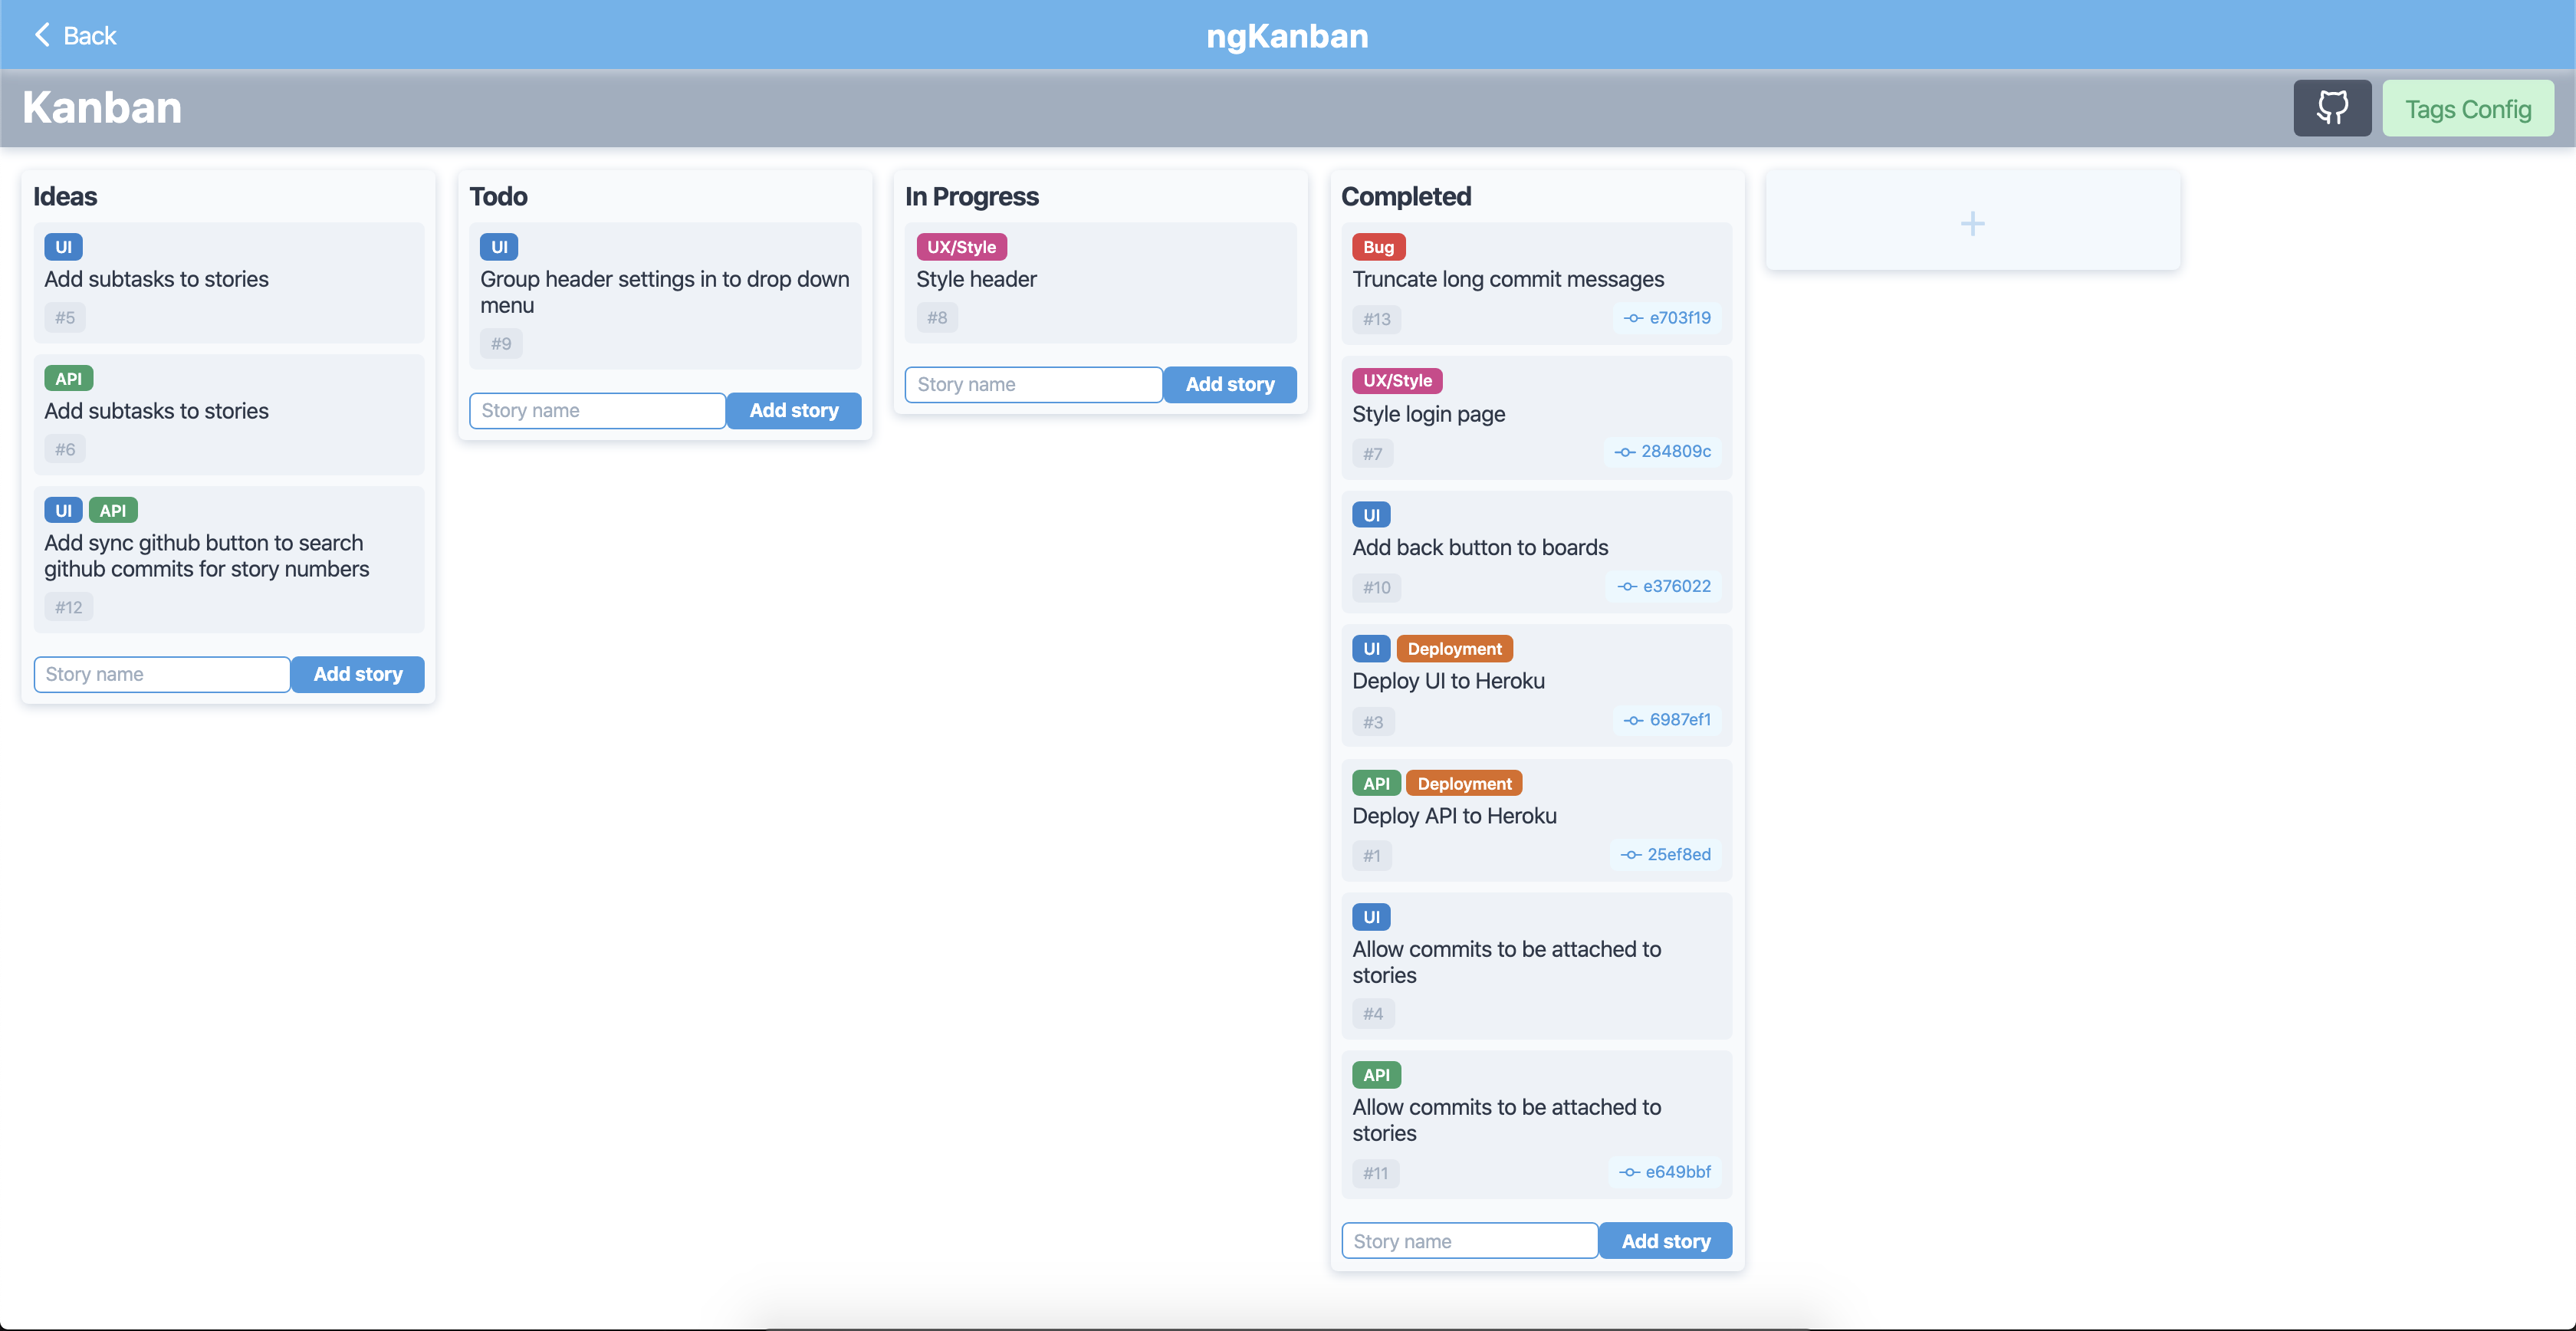 Back
ngKanban
Kanban
Tags Config
Ideas
UI
Add subtasks to stories
#5
API
Add subtasks to stories
#6
UI API
Add sync github button to search
github commits for story numbers
#12
Story name
Add story
Todo
UI
Group header settings in to drop down
menu
#9
Story name
Add story
In Progress
UX/Style
Style header
#8
Story name
Add story
Completed
Bug
Truncate long commit messages
#13
e703f19
UX/Style
Style login page
#7
284809c
UI
Add back button to boards
#10
e376022
UI Deployment
Deploy UI to Heroku
#3
6987ef1
API Deployment
Deploy API to Heroku
#1
25ef8ed
UI
Allow commits to be attached to
stories
#4
API
Allow commits to be attached to
stories
#11
e649bbf
Story name
Add story